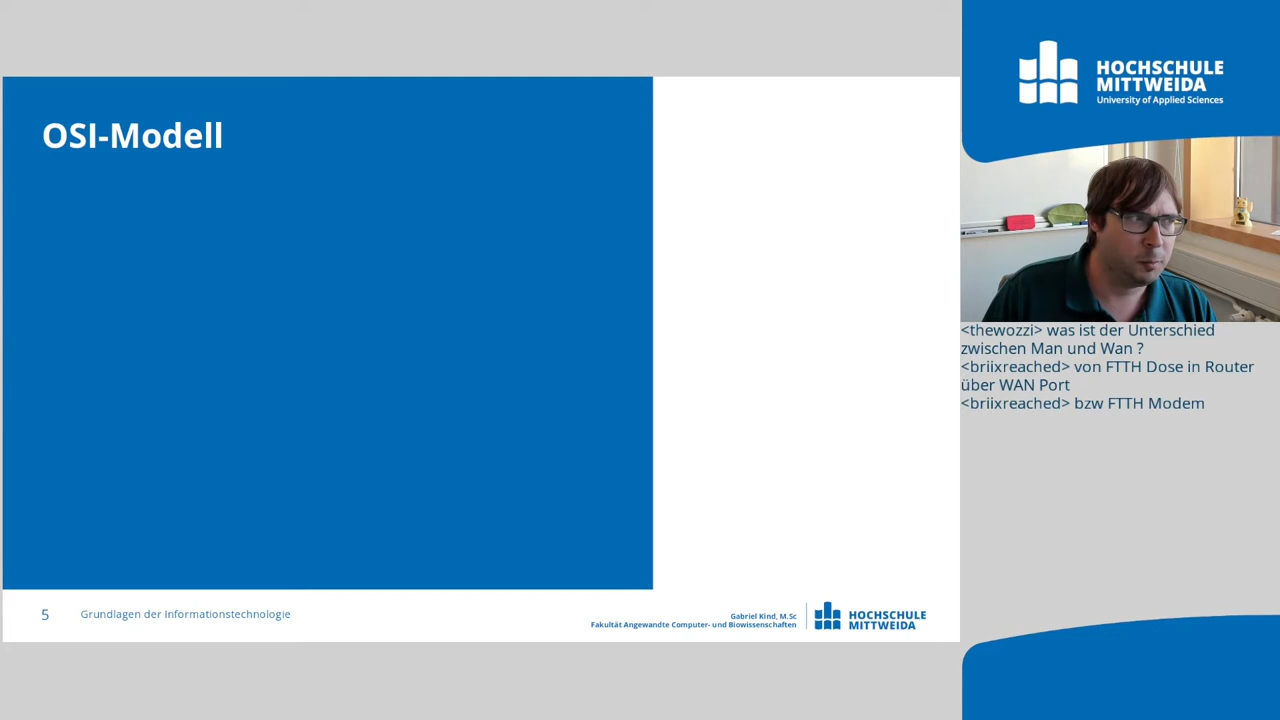 OSI-Modell
5
Grundlagen der Informationstechnologie
Gabriel Kind, M.Sc
Fakultät Angewandte Computer- und Biowissenschaften
HOCHSCHULE
MITTWEIDA
HOCHSCHULE
MITTWEIDA
University of Applied Sciences
<thewozzi> was ist der Unterschied
zwischen Man und Wan ?
<briixreached> von FTTH Dose in Router
über WAN Port
<briixreached> bzw FTTH Modem